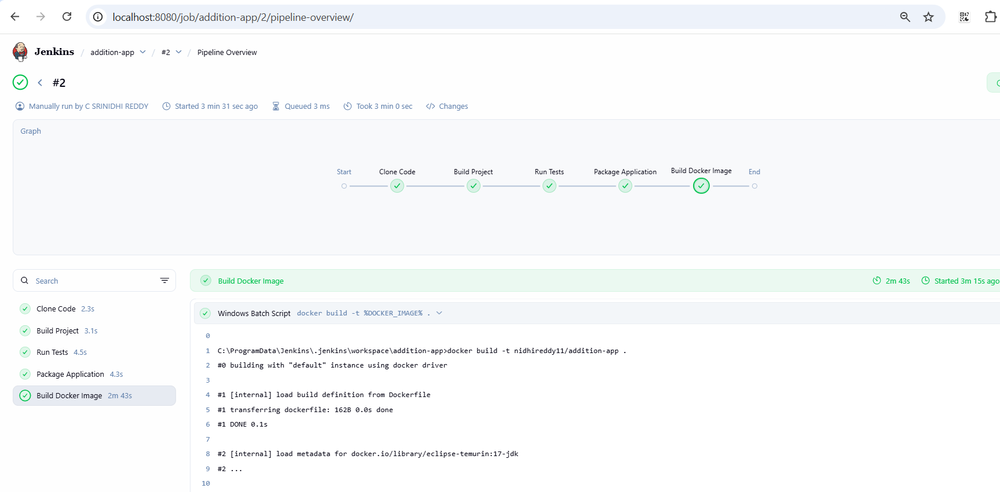 localhost:8080/job/addition-app/2/pipeline-overview/
Jenkins / addition-app / #2 / Pipeline Overview
#2
Manually run by C SRINIDHI REDDY Started 3 min 31 sec ago Queued 3 ms Took 3 min 0 sec </> Changes
Graph
Start Clone Code Build Project Run Tests Package Application Build Docker Image End
Search
Clone Code 2.3s
Build Project 3.1s
Run Tests 4.5s
Package Application 4.3s
Build Docker Image 2m 43s
Build Docker Image 2m 43s Started 3m 15s ago
Windows Batch Script docker build -t %DOCKER_IMAGE% .
0
1 C:\ProgramData\Jenkins\.jenkins\workspace\addition-app>docker build -t nidhireddy11/addition-app .
2 #0 building with "default" instance using docker driver
3
4 #1 [internal] load build definition from Dockerfile
5 #1 transferring dockerfile: 162B 0.0s done
6 #1 DONE 0.1s
7
8 #2 [internal] load metadata for docker.io/library/eclipse-temurin:17-jdk
9 #2 ...
10